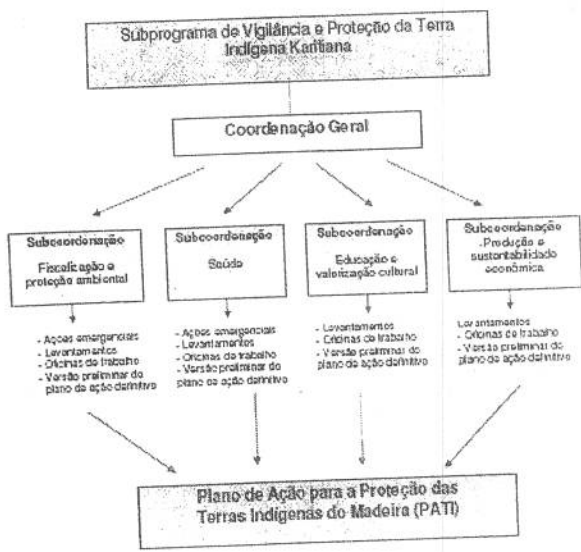 Subprograma de Vigilância e Proteção da Terra
Indígena Karitiana
Coordenação Geral
Subcoordenação
Fiscalização e
proteção ambiental
Subcoordenação
Saúde
Subcoordenação
Educação e
valorização cultural
Subcoordenação
- Produção e
sustentabilidade
econômica
- Ações emergenciais
- Levantamentos
- Oficinas de trabalho
- Versão preliminar do
plano de ação definitivo
- Ações emergenciais
- Levantamentos
- Oficinas de trabalho
- Versão preliminar do
plano de ação definitivo
- Levantamentos
- Oficinas de trabalho
- Versão preliminar do
plano de ação definitivo
Levantamentos
- Oficinas de trabalho
- Versão preliminar do
plano de ação definitivo
Plano de Ação para a Proteção das
Terras Indígenas do Madeira (PATI)